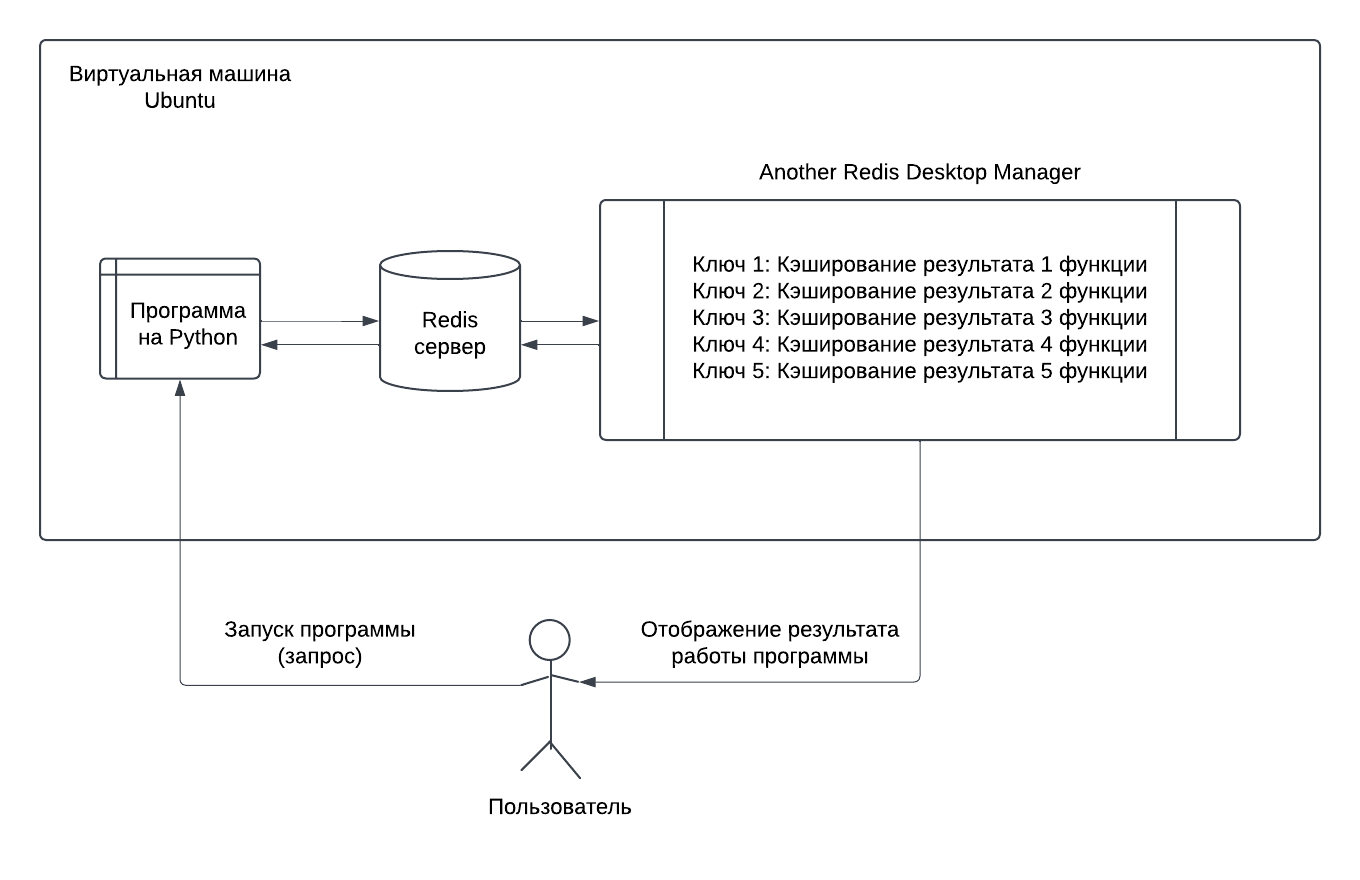 Виртуальная машина
Ubuntu
Another Redis Desktop Manager
Программа
на Python
Redis
сервер
Ключ 1: Кэширование результата 1 функции
Ключ 2: Кэширование результата 2 функции
Ключ 3: Кэширование результата 3 функции
Ключ 4: Кэширование результата 4 функции
Ключ 5: Кэширование результата 5 функции
Запуск программы
(запрос)
Отображение результата
работы программы
Пользователь